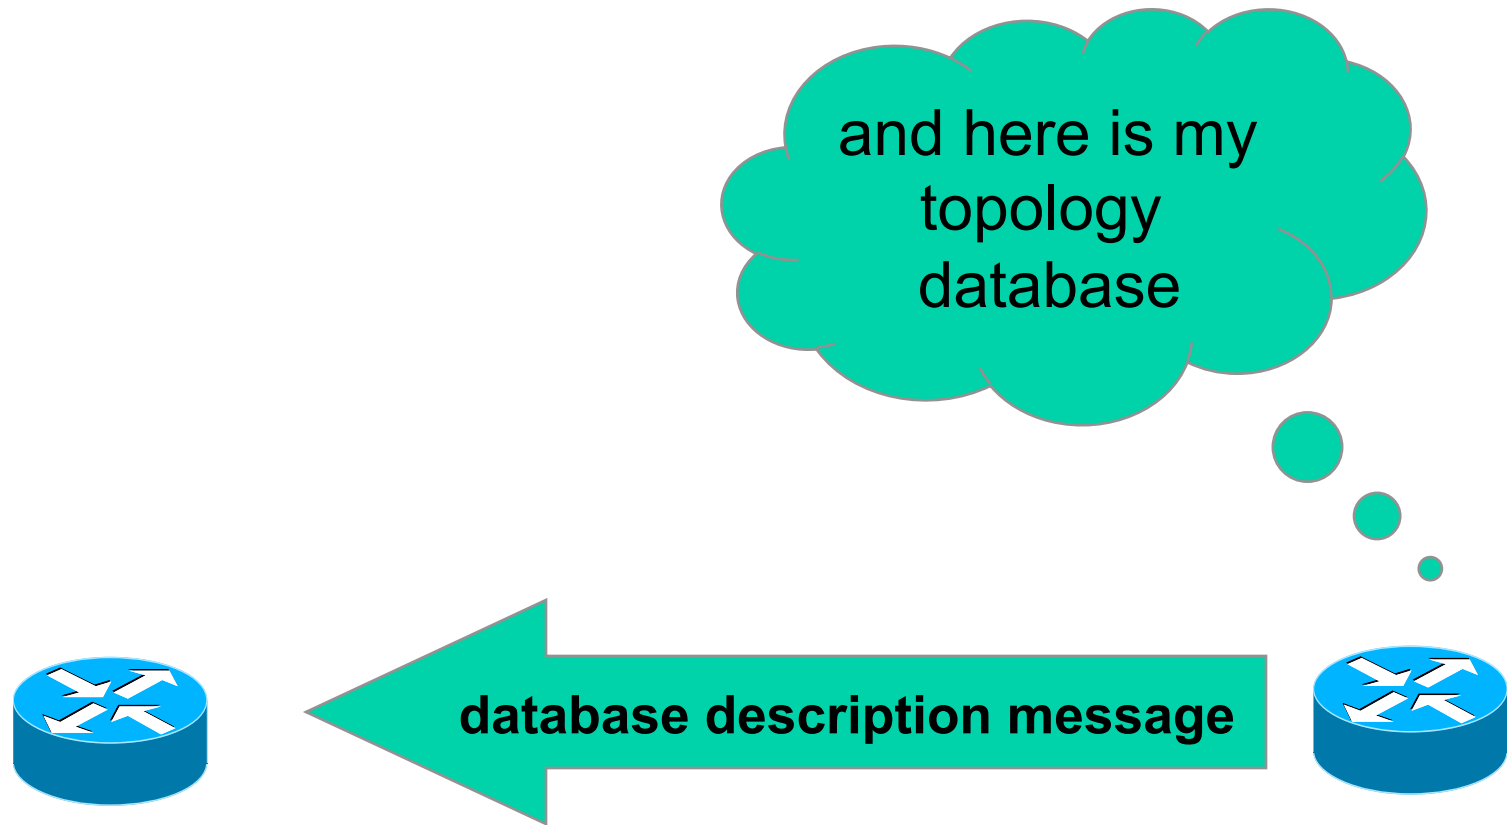 and here is my
topology
database
database description message